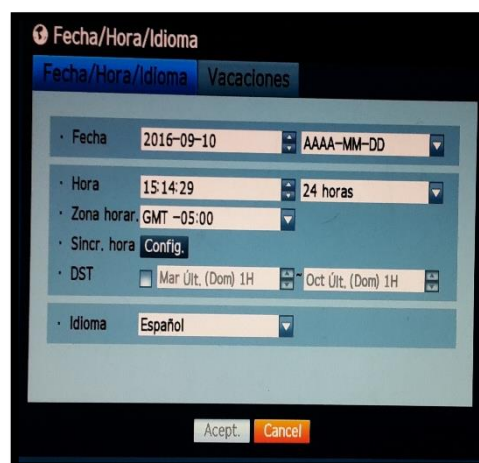 Fecha/Hora/Idioma
Fecha/Hora/Idioma Vacaciones
· Fecha 2016-09-10 AAAA-MM-DD
· Hora 15:14:29 24 horas
· Zona horar. GMT -05:00
· Sincr. hora Config.
· DST Mar Últ. (Dom) 1H ~ Oct Últ. (Dom) 1H
· Idioma Español
Acept. Cancel